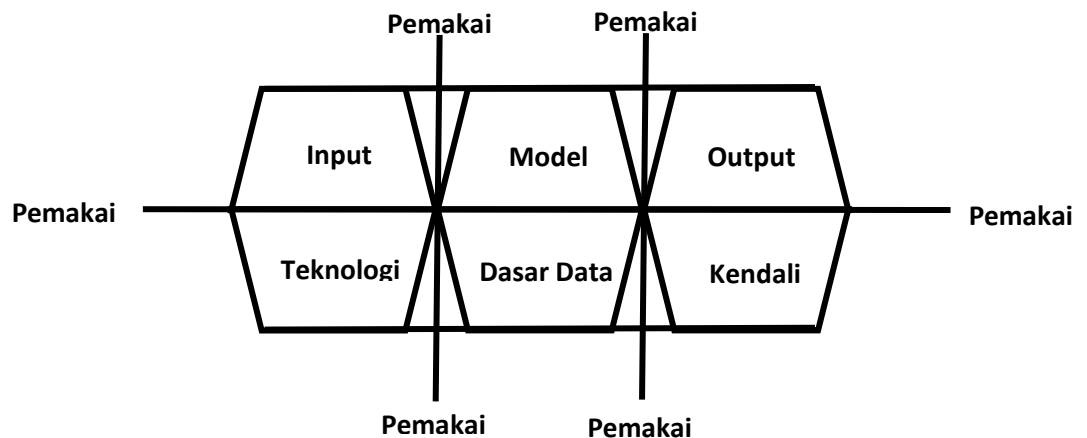 Pemakai Pemakai
Input Model Output
Pemakai Pemakai
Teknologi Dasar Data Kendali
Pemakai Pemakai